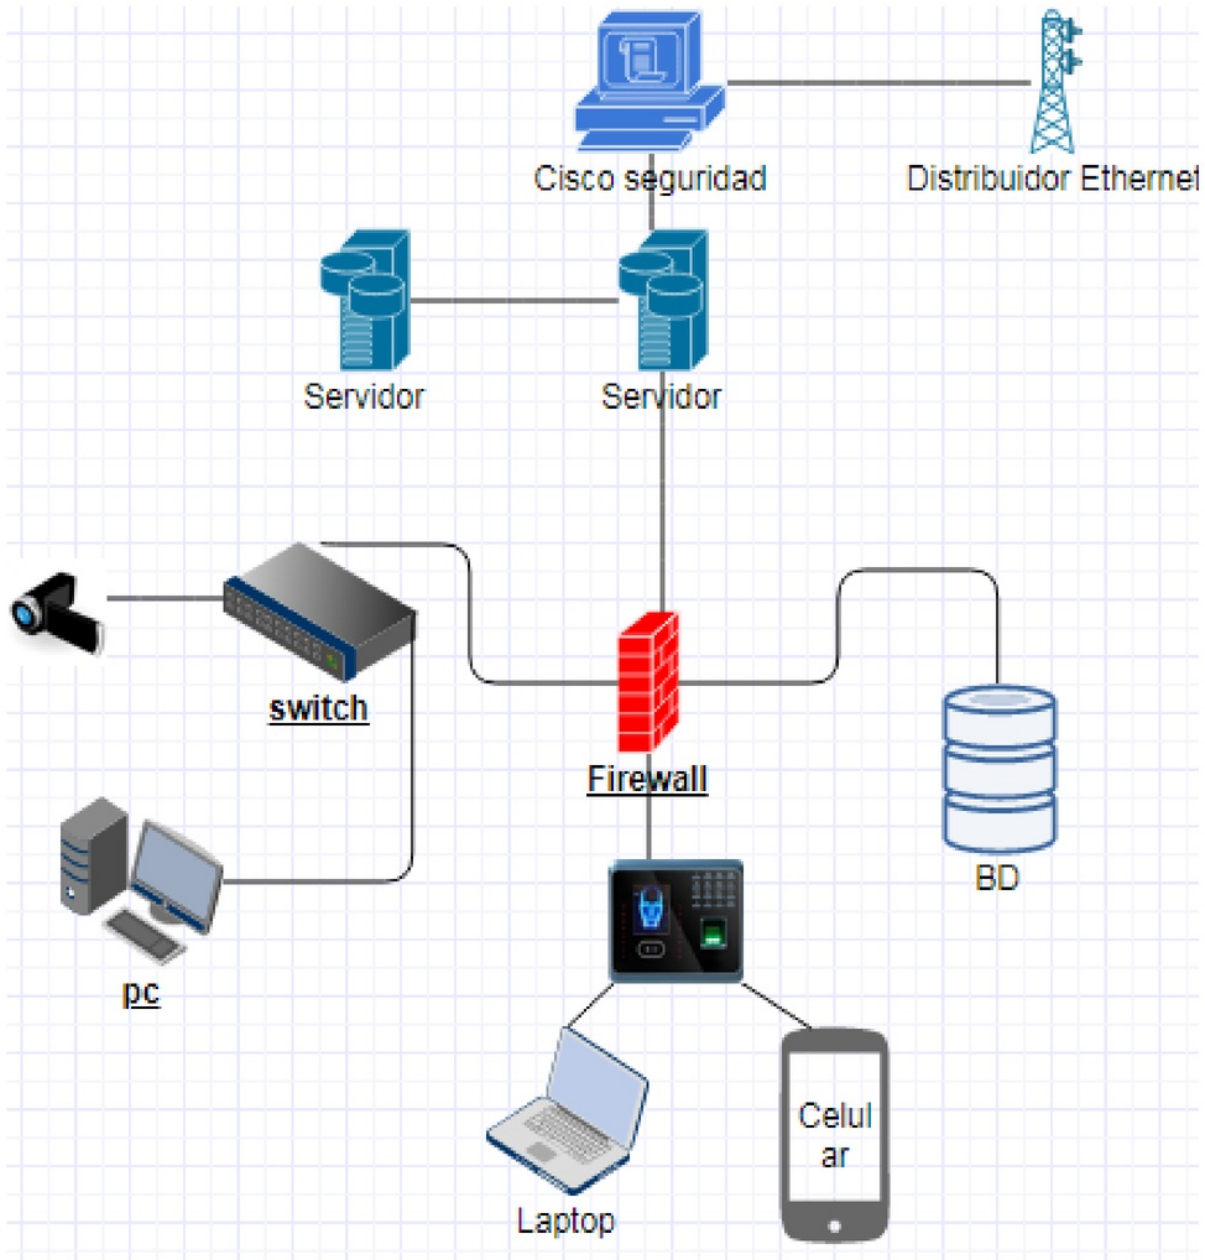 Cisco seguridad
Distribuidor Ethernet
Servidor
Servidor
switch
Firewall
BD
pc
Celul
ar
Laptop